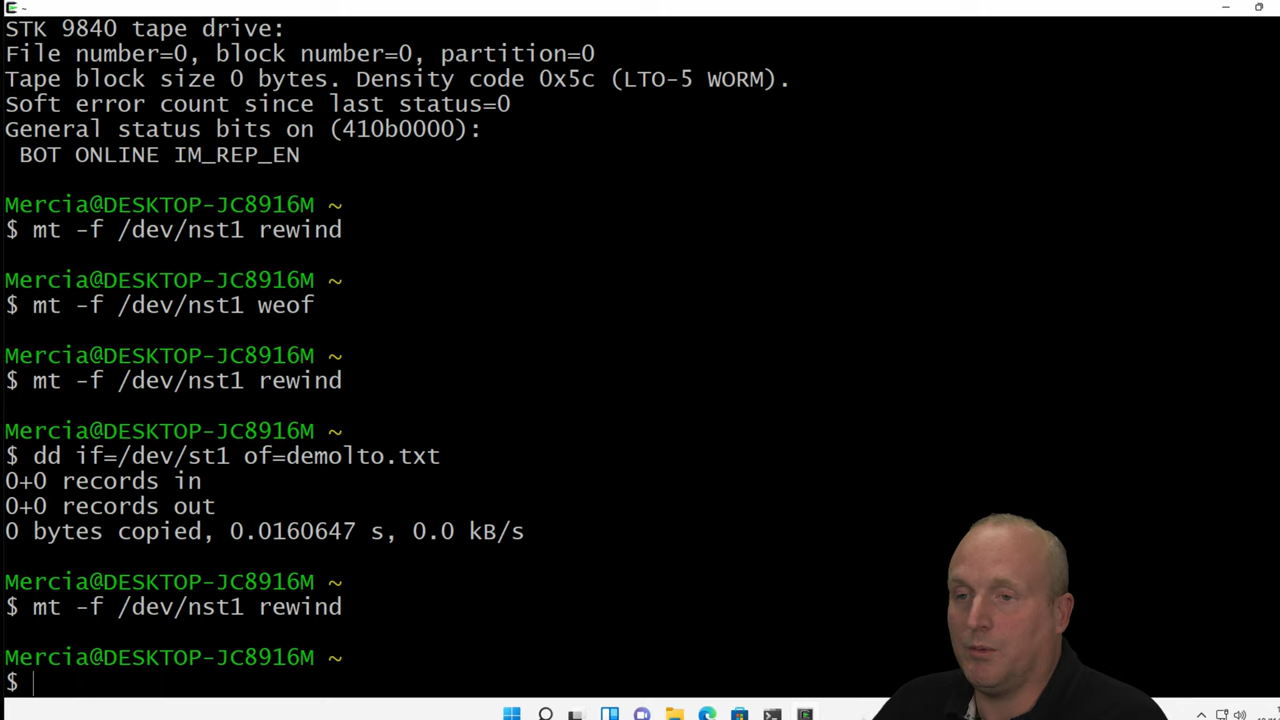 ~
STK 9840 tape drive:
File number=0, block number=0, partition=0
Tape block size 0 bytes. Density code 0x5c (LTO-5 WORM).
Soft error count since last status=0
General status bits on (410b0000):
BOT ONLINE IM_REP_EN
Mercia@DESKTOP-JC8916M ~
$ mt -f /dev/nst1 rewind
Mercia@DESKTOP-JC8916M ~
$ mt -f /dev/nst1 weof
Mercia@DESKTOP-JC8916M ~
$ mt -f /dev/nst1 rewind
Mercia@DESKTOP-JC8916M ~
$ dd if=/dev/st1 of=demolto.txt
0+0 records in
0+0 records out
0 bytes copied, 0.0160647 s, 0.0 kB/s
Mercia@DESKTOP-JC8916M ~
$ mt -f /dev/nst1 rewind
Mercia@DESKTOP-JC8916M ~
$